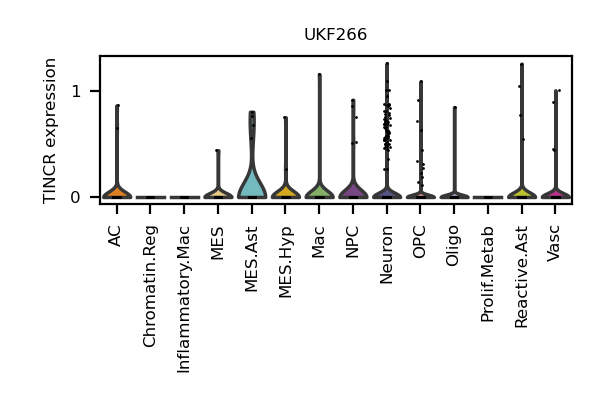 UKF266
TINCR expression
1
0
AC
Chromatin.Reg
Inflammatory.Mac
MES
MES.Ast
MES.Hyp
Mac
NPC
Neuron
OPC
Oligo
Prolif.Metab
Reactive.Ast
Vasc